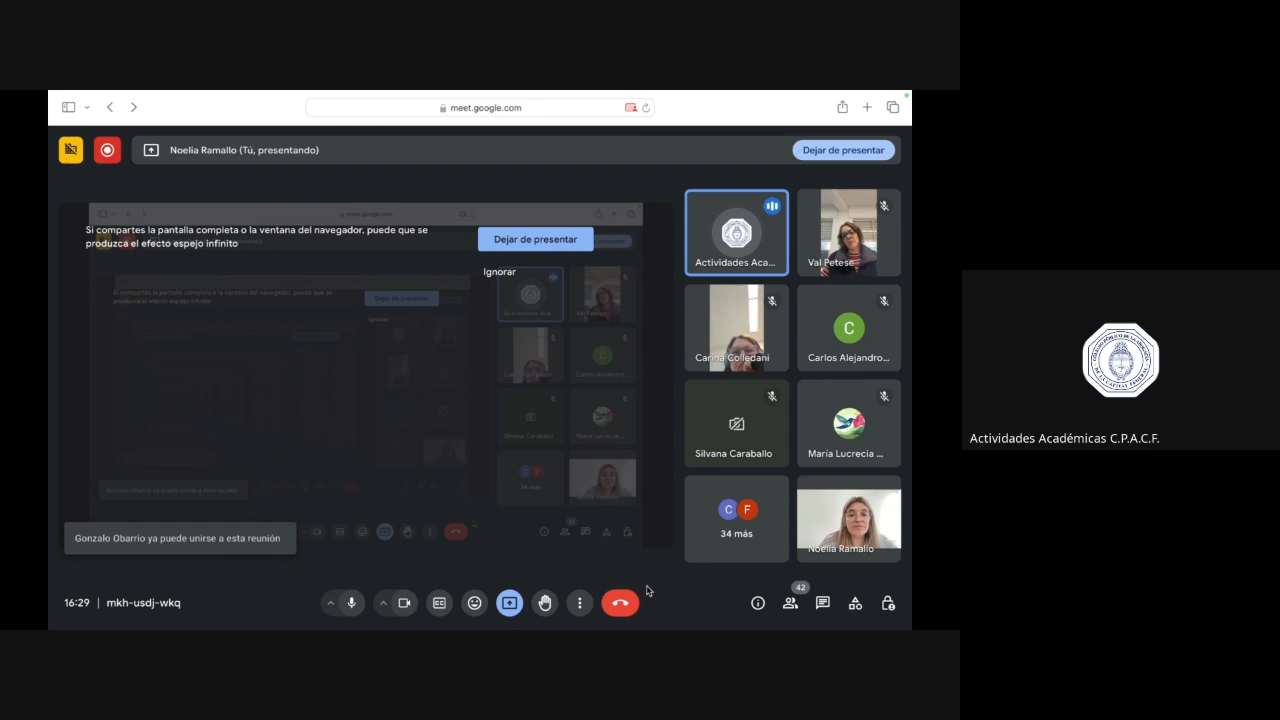 meet.google.com
Noelia Ramallo (Tú, presentando)
Dejar de presentar
Si compartes la pantalla completa o la ventana del navegador, puede que se
produzca el efecto espejo infinito
Dejar de presentar
Ignorar
Actividades Aca...
Val Petese
Carina Colledani
C
Carlos Alejandro...
Silvana Caraballo
María Lucrecia ...
C F
34 más
Noelia Ramallo
Gonzalo Obarrio ya puede unirse a esta reunión
16:29 | mkh-usdj-wkq
42
Actividades Académicas C.P.A.C.F.